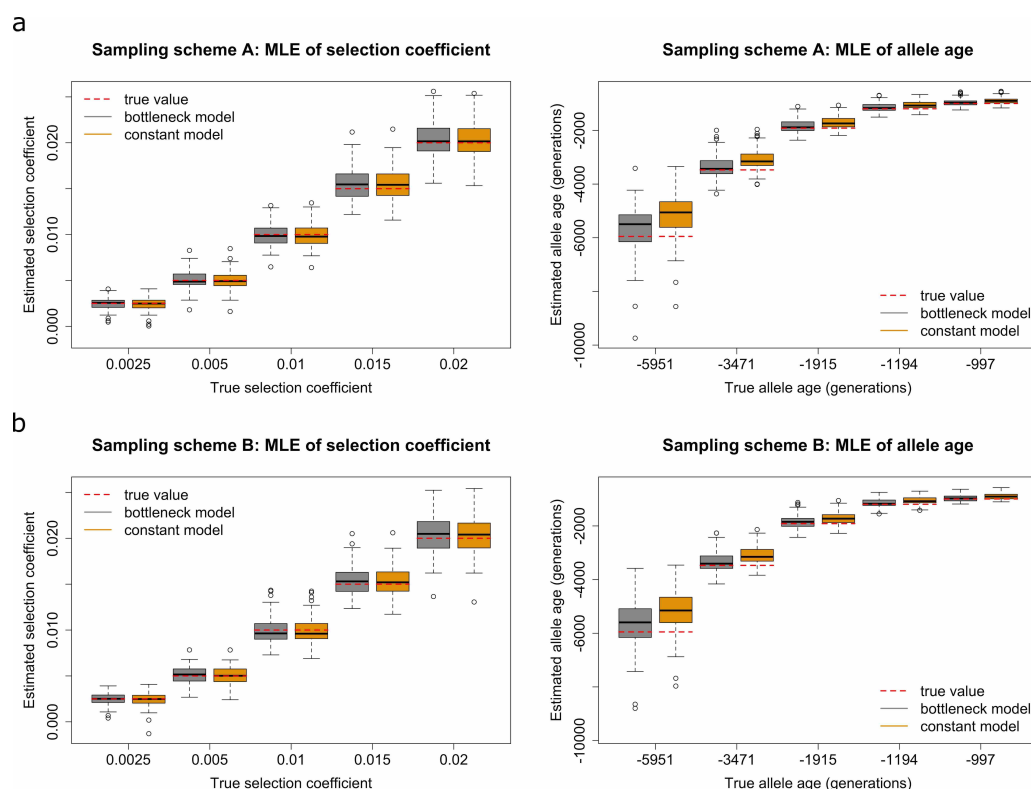 a
Sampling scheme A: MLE of selection coefficient
true value
bottleneck model
constant model
Estimated selection coefficient
0.020
0.010
0.000
0.0025 0.005 0.01 0.015 0.02
True selection coefficient
Sampling scheme A: MLE of allele age
Estimated allele age (generations)
-2000
-4000
-6000
-10000
true value
bottleneck model
constant model
-5951 -3471 -1915 -1194 -997
True allele age (generations)
b
Sampling scheme B: MLE of selection coefficient
true value
bottleneck model
constant model
Estimated selection coefficient
0.020
0.010
0.000
0.0025 0.005 0.01 0.015 0.02
True selection coefficient
Sampling scheme B: MLE of allele age
Estimated allele age (generations)
-2000
-4000
-6000
-10000
true value
bottleneck model
constant model
-5951 -3471 -1915 -1194 -997
True allele age (generations)